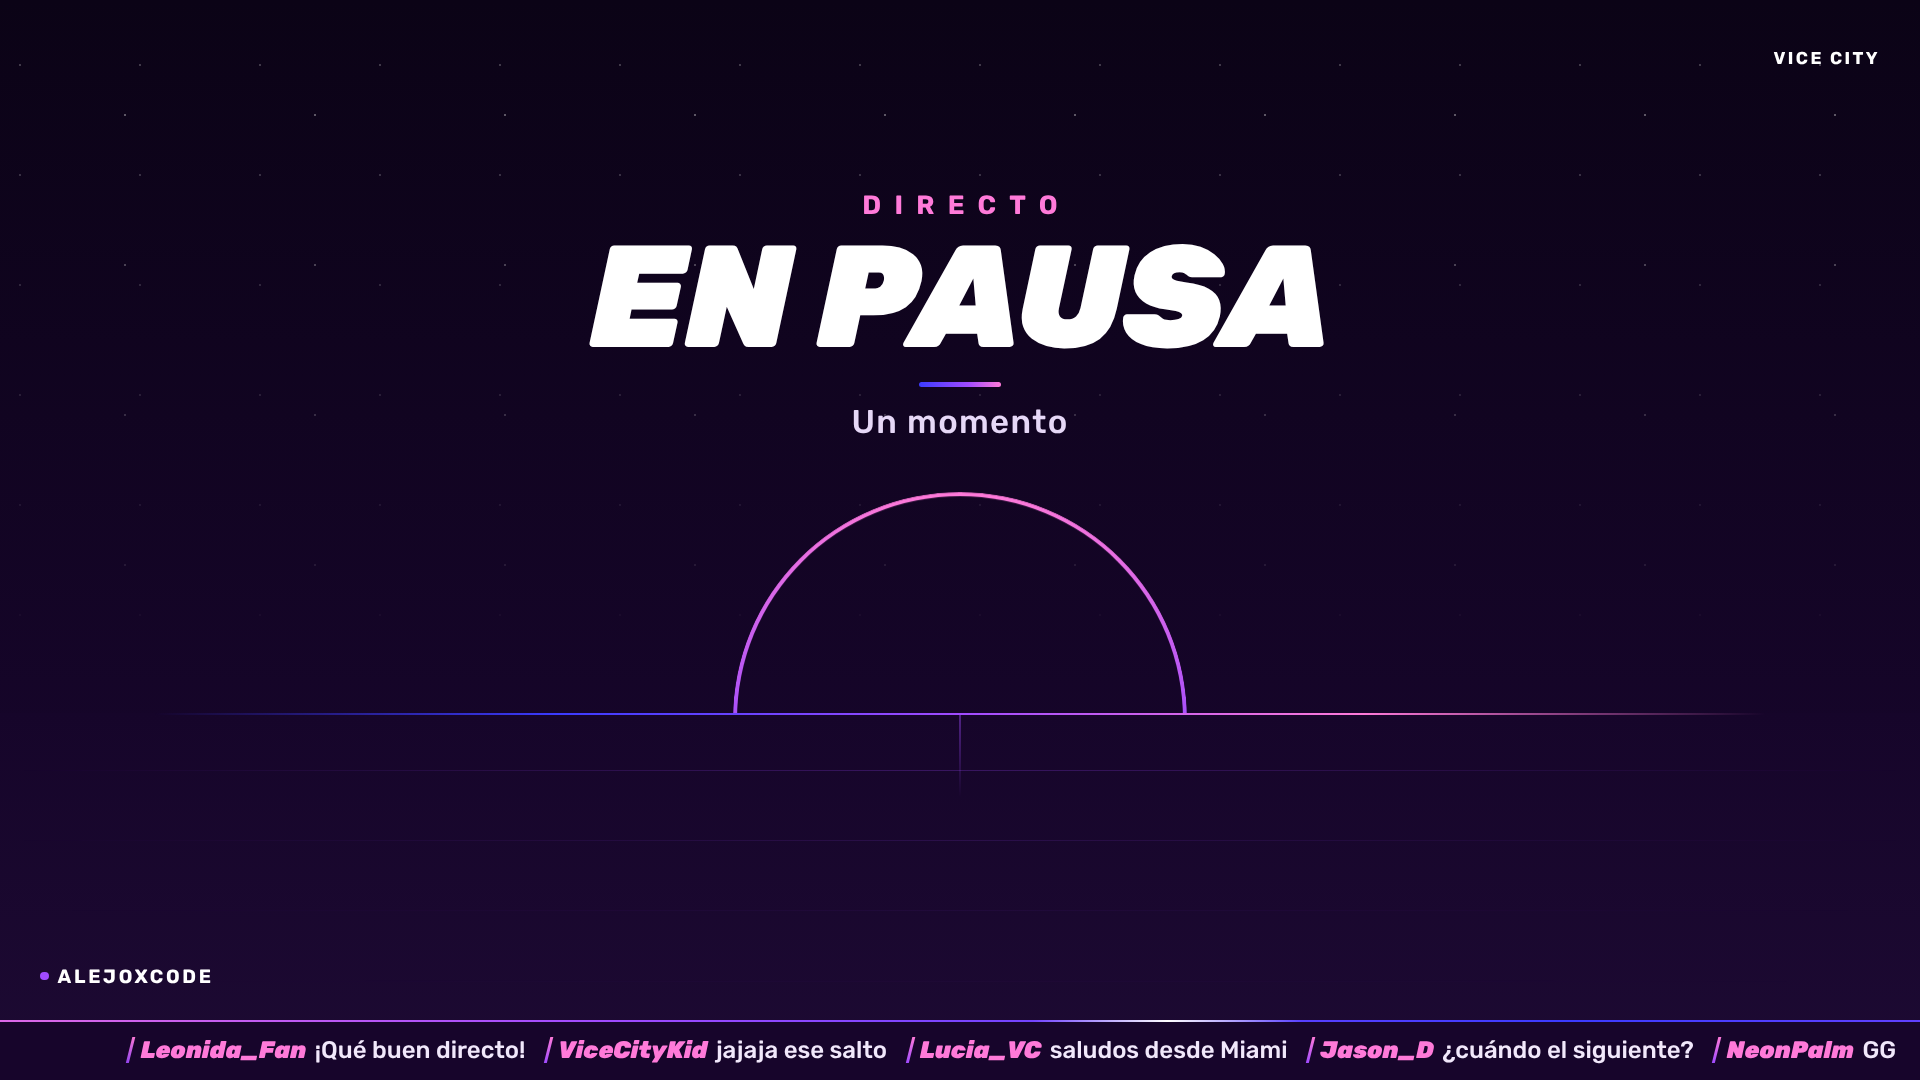 VICE CITY
DIRECTO
EN PAUSA
Un momento
ALEJOXCODE
/ Leonida_Fan ¡Qué buen directo! / ViceCityKid jajaja ese salto / Lucia_VC saludos desde Miami / Jason_D ¿cuándo el siguiente? / NeonPalm GG